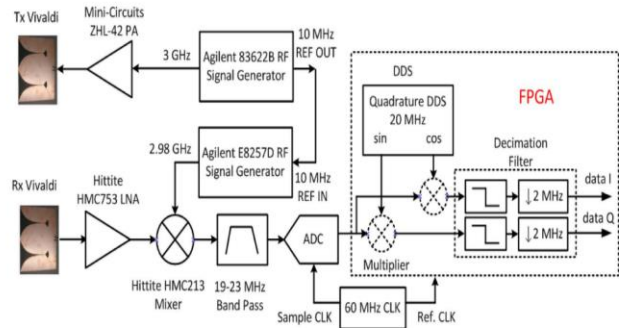 Tx Vivaldi
Mini-Circuits
ZHL-42 PA
3 GHz
Agilent 83622B RF
Signal Generator
10 MHz
REF OUT
DDS
Quadrature DDS
20 MHz
sin cos
FPGA
2.98 GHz
Agilent E8257D RF
Signal Generator
10 MHz
REF IN
Decimation
Filter
Rx Vivaldi
Hittite
HMC753 LNA
↓2 MHz
data I
data Q
↓2 MHz
ADC
Multiplier
Hittite HMC213
Mixer
19-23 MHz
Band Pass
Sample CLK
60 MHz CLK
Ref. CLK